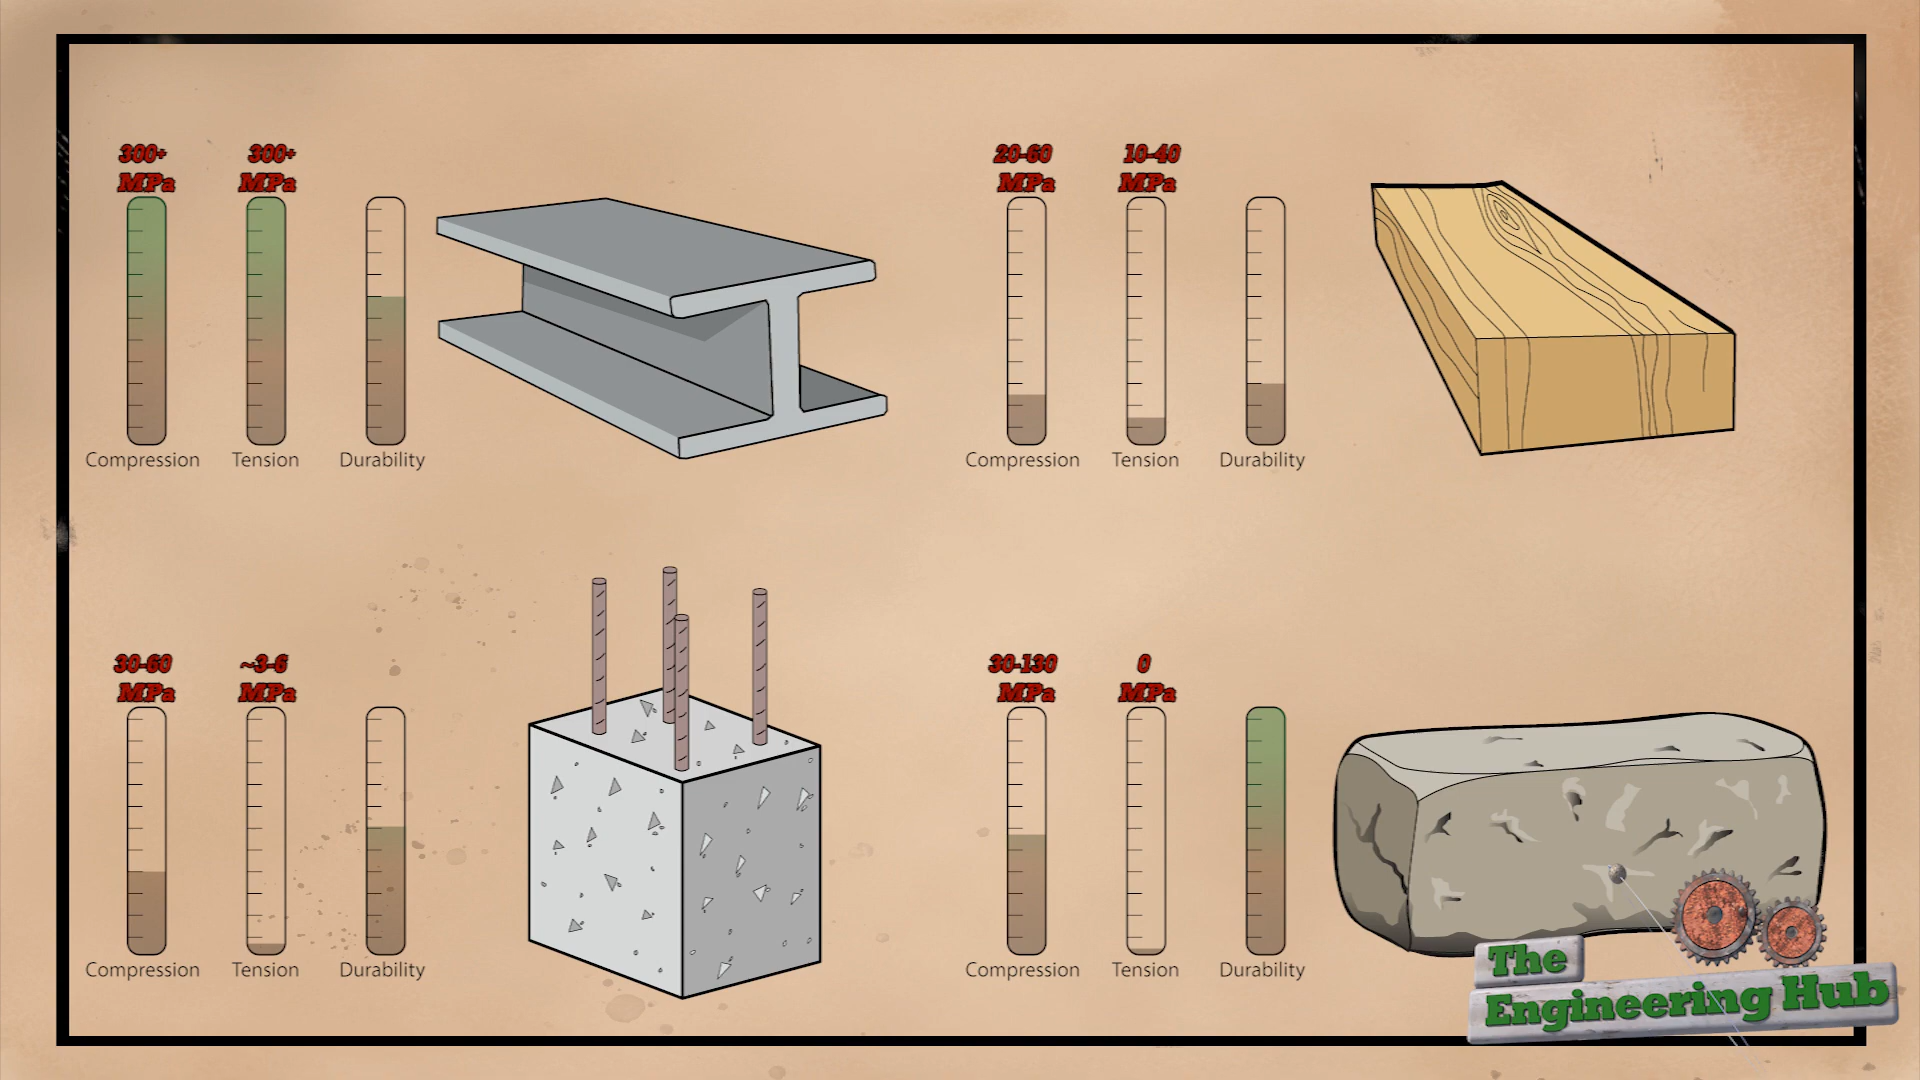 300+ 300+
MPa MPa
Compression Tension Durability
20-60 10-40
MPa MPa
Compression Tension Durability
30-60 ~3-6
MPa MPa
Compression Tension Durability
30-130 0
MPa MPa
Compression Tension Durability
The
Engineering Hub